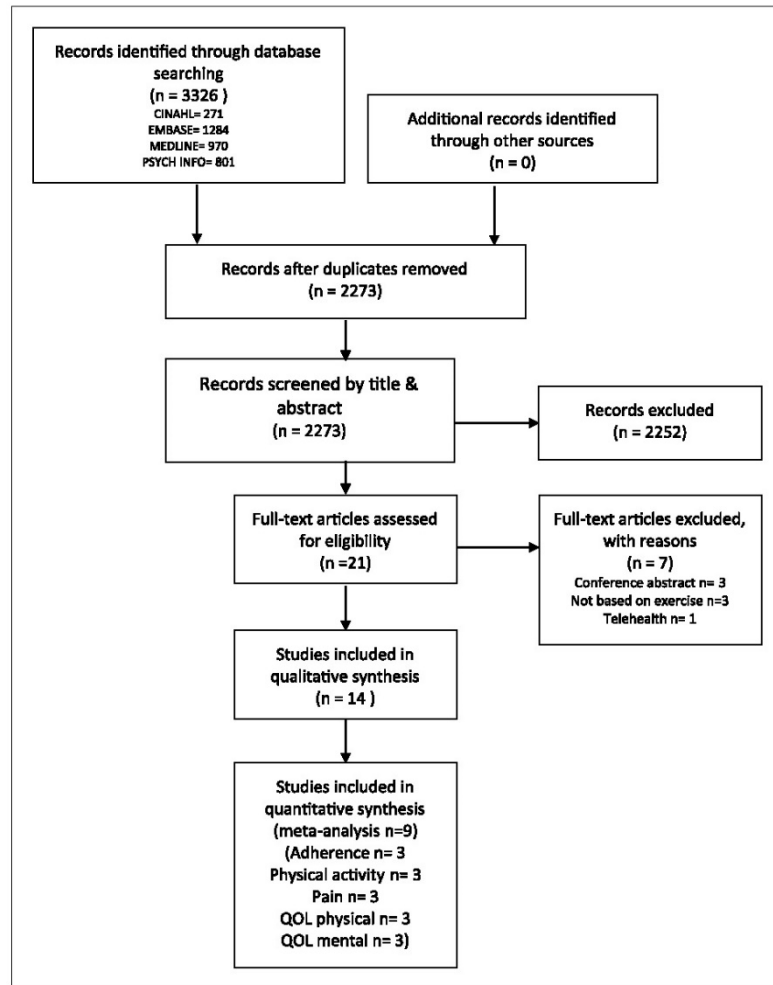 Records identified through database
searching
(n = 3326 )
CINAHL= 271
EMBASE= 1284
MEDLINE= 970
PSYCH INFO= 801
Additional records identified
through other sources
(n = 0)
Records after duplicates removed
(n = 2273)
Records screened by title &
abstract
(n = 2273)
Records excluded
(n = 2252)
Full-text articles assessed
for eligibility
(n =21)
Full-text articles excluded,
with reasons
(n = 7)
Conference abstract n= 3
Not based on exercise n=3
Telehealth n= 1
Studies included in
qualitative synthesis
(n = 14 )
Studies included in
quantitative synthesis
(meta-analysis n=9)
(Adherence n= 3
Physical activity n= 3
Pain n= 3
QOL physical n= 3
QOL mental n= 3)